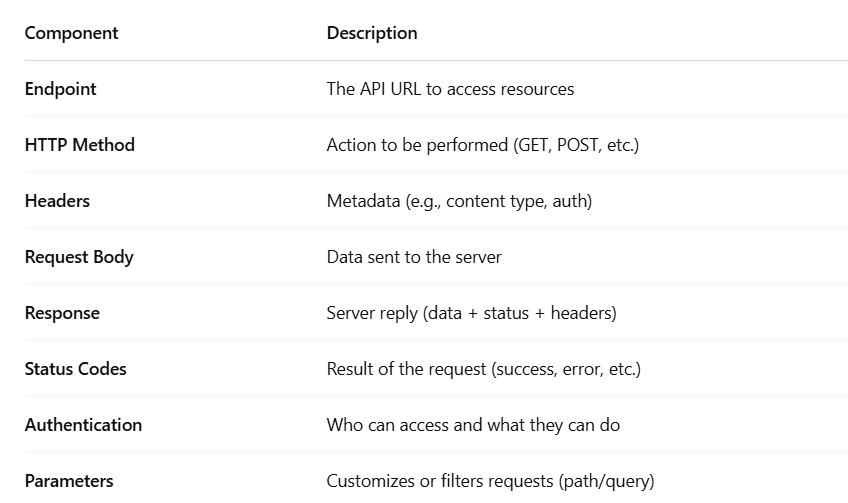 Component Description
Endpoint The API URL to access resources
HTTP Method Action to be performed (GET, POST, etc.)
Headers Metadata (e.g., content type, auth)
Request Body Data sent to the server
Response Server reply (data + status + headers)
Status Codes Result of the request (success, error, etc.)
Authentication Who can access and what they can do
Parameters Customizes or filters requests (path/query)